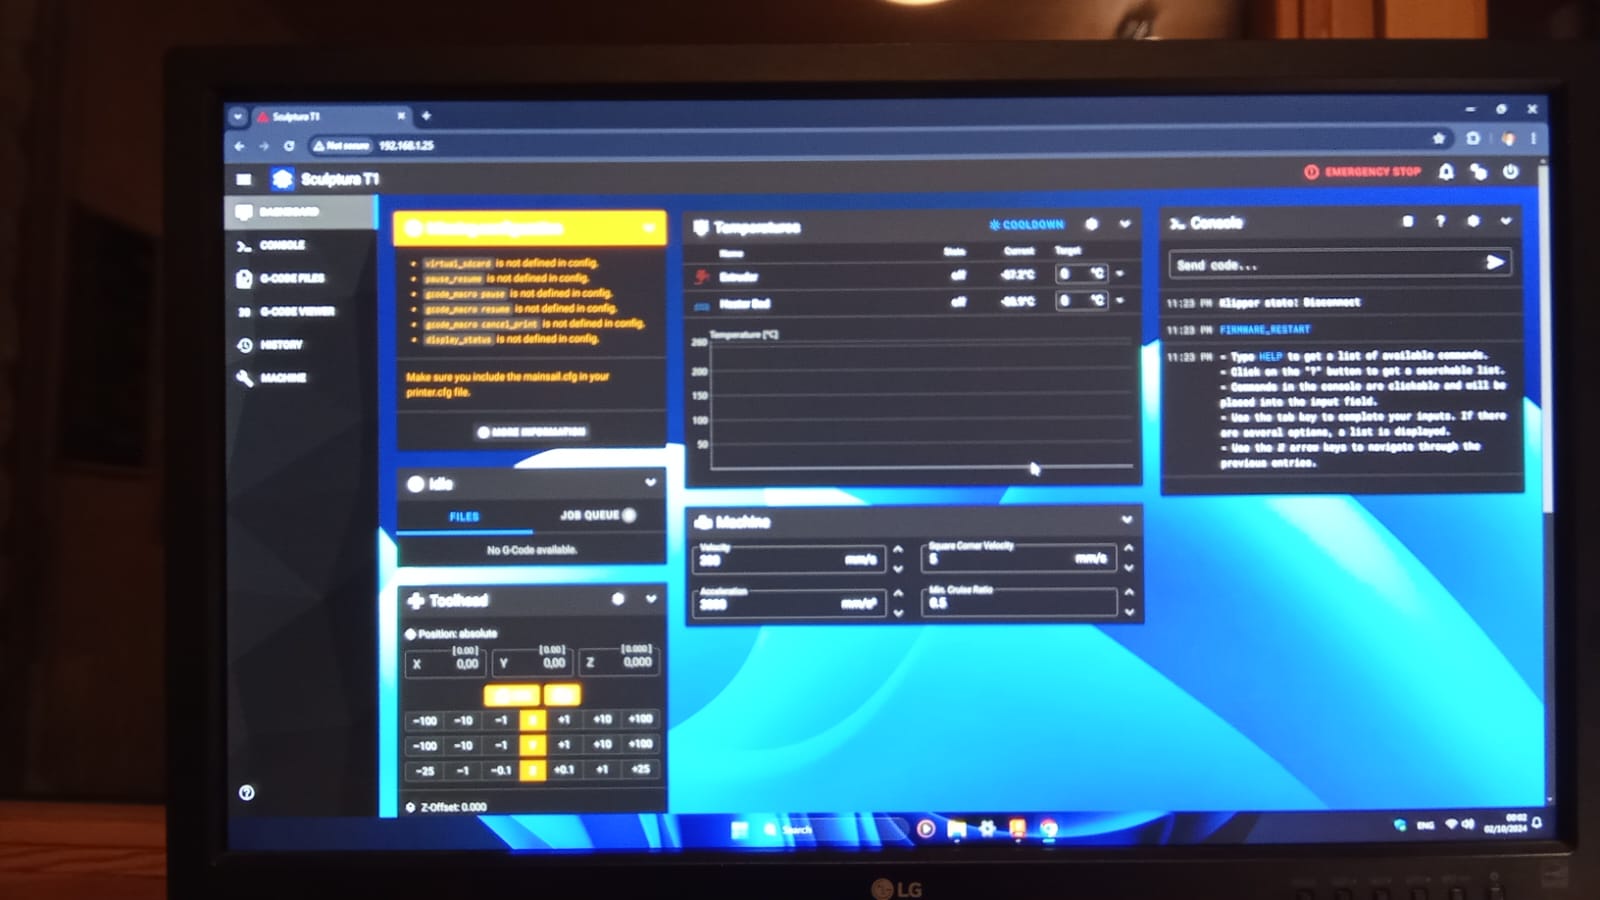 Sculptura T1
Not secure 192.168.1.25
Sculptura T1
EMERGENCY STOP
DASHBOARD
CONSOLE
G-CODE FILES
G-CODE VIEWER
HISTORY
MACHINE
Missing configuration
virtual_sdcard is not defined in config.
pause_resume is not defined in config.
gcode_macro pause is not defined in config.
gcode_macro resume is not defined in config.
gcode_macro cancel_print is not defined in config.
display_status is not defined in config.
Make sure you include the mainsail.cfg in your
printer.cfg file.
MORE INFORMATION
Idle
FILES JOB QUEUE
No G-Code available.
Toolhead
Position: absolute
[0.00] [0.00] [0.000]
X 0,00 Y 0,00 Z 0,000
-100 -10 -1 +1 +10 +100
-100 -10 -1 +1 +10 +100
-25 -1 -0.1 +0.1 +1 +25
Z-Offset: 0.000
Temperatures
COOLDOWN
Name State Current Target
Extruder off 0 °C
Heater Bed off 0 °C
Temperature [°C]
260
200
150
100
50
Machine
Velocity
300 mm/s
Square Corner Velocity
5 mm/s
Acceleration
3000 mm/s²
Min. Cruise Ratio
0.5
Console
Send code...
11:23 PM Klipper state: Disconnect
11:23 PM FIRMWARE_RESTART
11:23 PM - Type HELP to get a list of available commands.
- Click on the "?" button to get a searchable list.
- Commands in the console are clickable and will be
placed into the input field.
- Use the tab key to complete your inputs. If there
are several options, a list is displayed.
- Use the arrow keys to navigate through the
previous entries.
Search
ENG
00:02
02/10/2024
LG